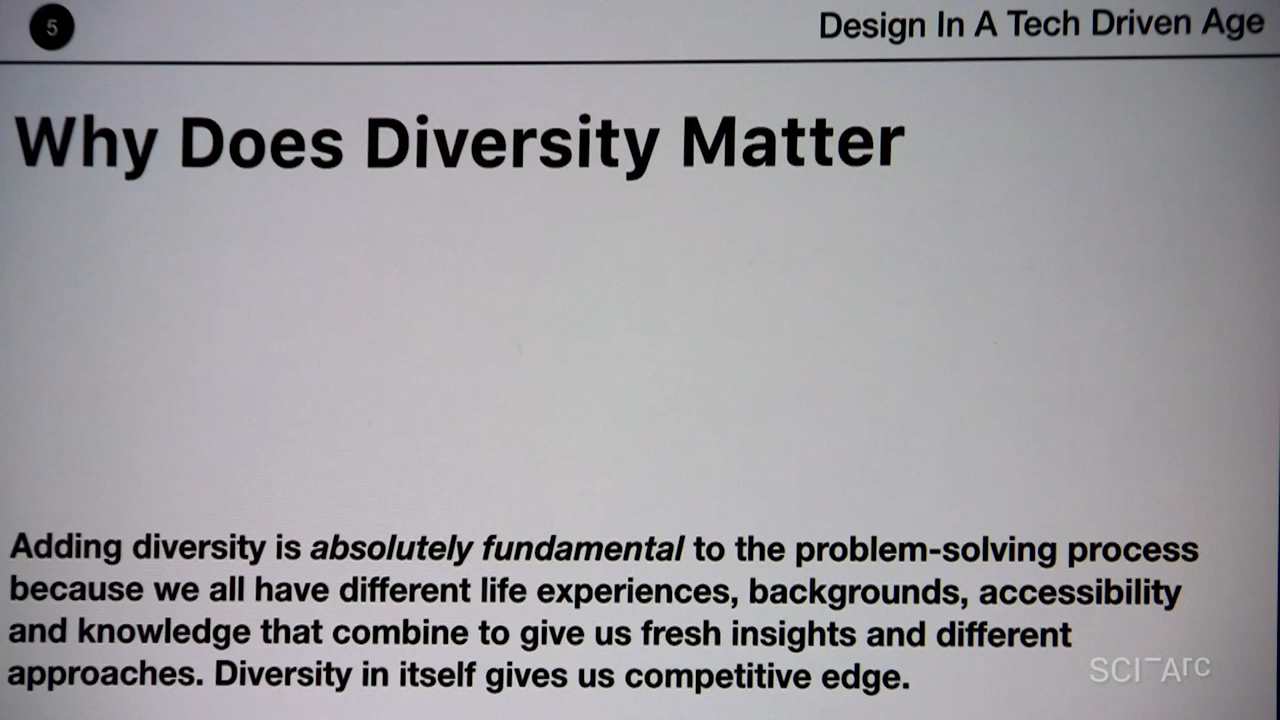 5
Design In A Tech Driven Age
Why Does Diversity Matter
Adding diversity is absolutely fundamental to the problem-solving process
because we all have different life experiences, backgrounds, accessibility
and knowledge that combine to give us fresh insights and different
approaches. Diversity in itself gives us competitive edge.
SCI-Arc